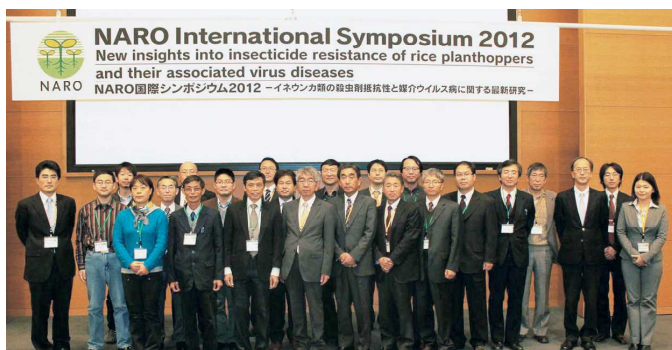 NARO International Symposium 2012
New insights into insecticide resistance of rice planthoppers
and their associated virus diseases
NARO国際シンポジウム2012 −イネウンカ類の殺虫剤抵抗性と媒介ウイルス病に関する最新研究−
NARO